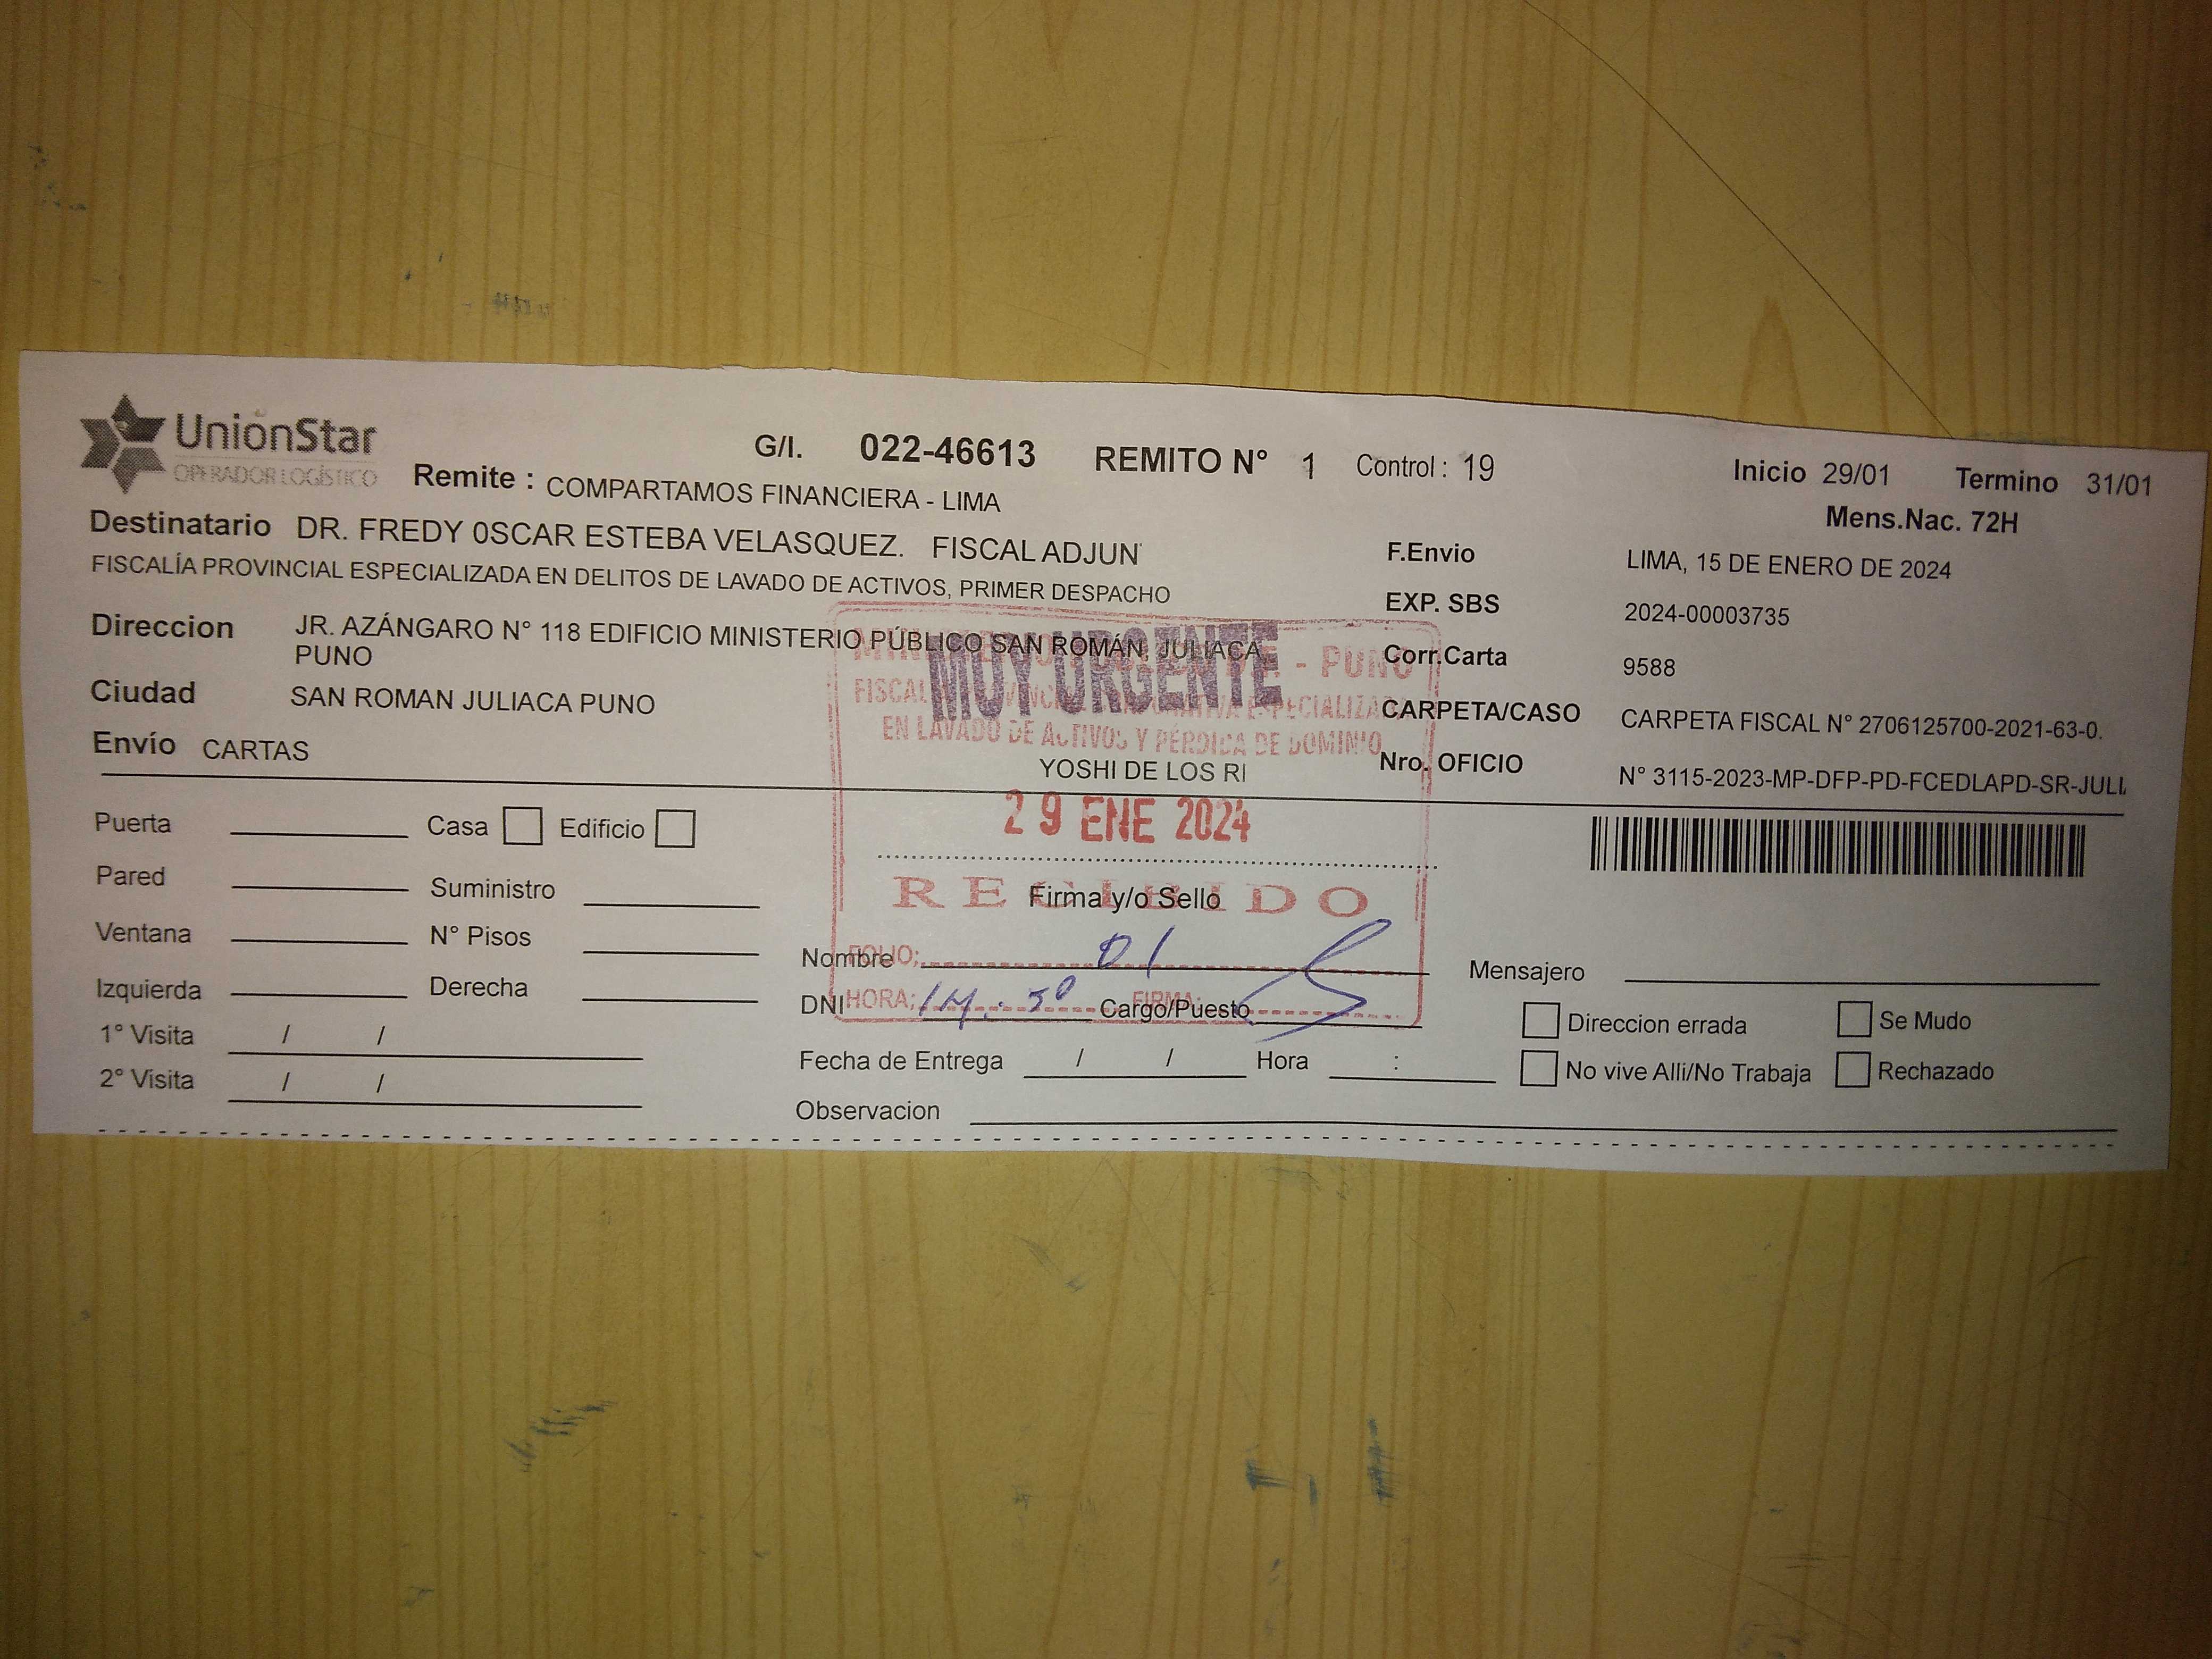 UnionStar
OPERADOR LOGÍSTICO
G/I. 022-46613 REMITO N° 1 Control : 19
Inicio 29/01 Termino 31/01
Remite : COMPARTAMOS FINANCIERA - LIMA
Mens.Nac. 72H
Destinatario DR. FREDY 0SCAR ESTEBA VELASQUEZ. FISCAL ADJUN
F.Envio LIMA, 15 DE ENERO DE 2024
FISCALÍA PROVINCIAL ESPECIALIZADA EN DELITOS DE LAVADO DE ACTIVOS, PRIMER DESPACHO
EXP. SBS 2024-00003735
Direccion JR. AZÁNGARO N° 118 EDIFICIO MINISTERIO PÚBLICO SAN ROMÁN, JULIACA
PUNO
Corr.Carta 9588
Ciudad SAN ROMAN JULIACA PUNO
CARPETA/CASO CARPETA FISCAL N° 2706125700-2021-63-0.
Envío CARTAS
YOSHI DE LOS RI
Nro. OFICIO N° 3115-2023-MP-DFP-PD-FCEDLAPD-SR-JULI
MUY URGENTE
- PUNO
ESPECIALIZADA
EN LAVADO DE ACTIVOS Y PÉRDIDA DE DOMINIO
29 ENE 2024
RECIBIDO
FOLIO: 01
HORA: 14:50 FIRMA:
Puerta Casa Edificio
Pared Suministro
Ventana N° Pisos
Izquierda Derecha
1° Visita / /
2° Visita / /
Firma y/o Sello
Nombre
DNI Cargo/Puesto
Fecha de Entrega / / Hora :
Observacion
Mensajero
Direccion errada Se Mudo
No vive Alli/No Trabaja Rechazado